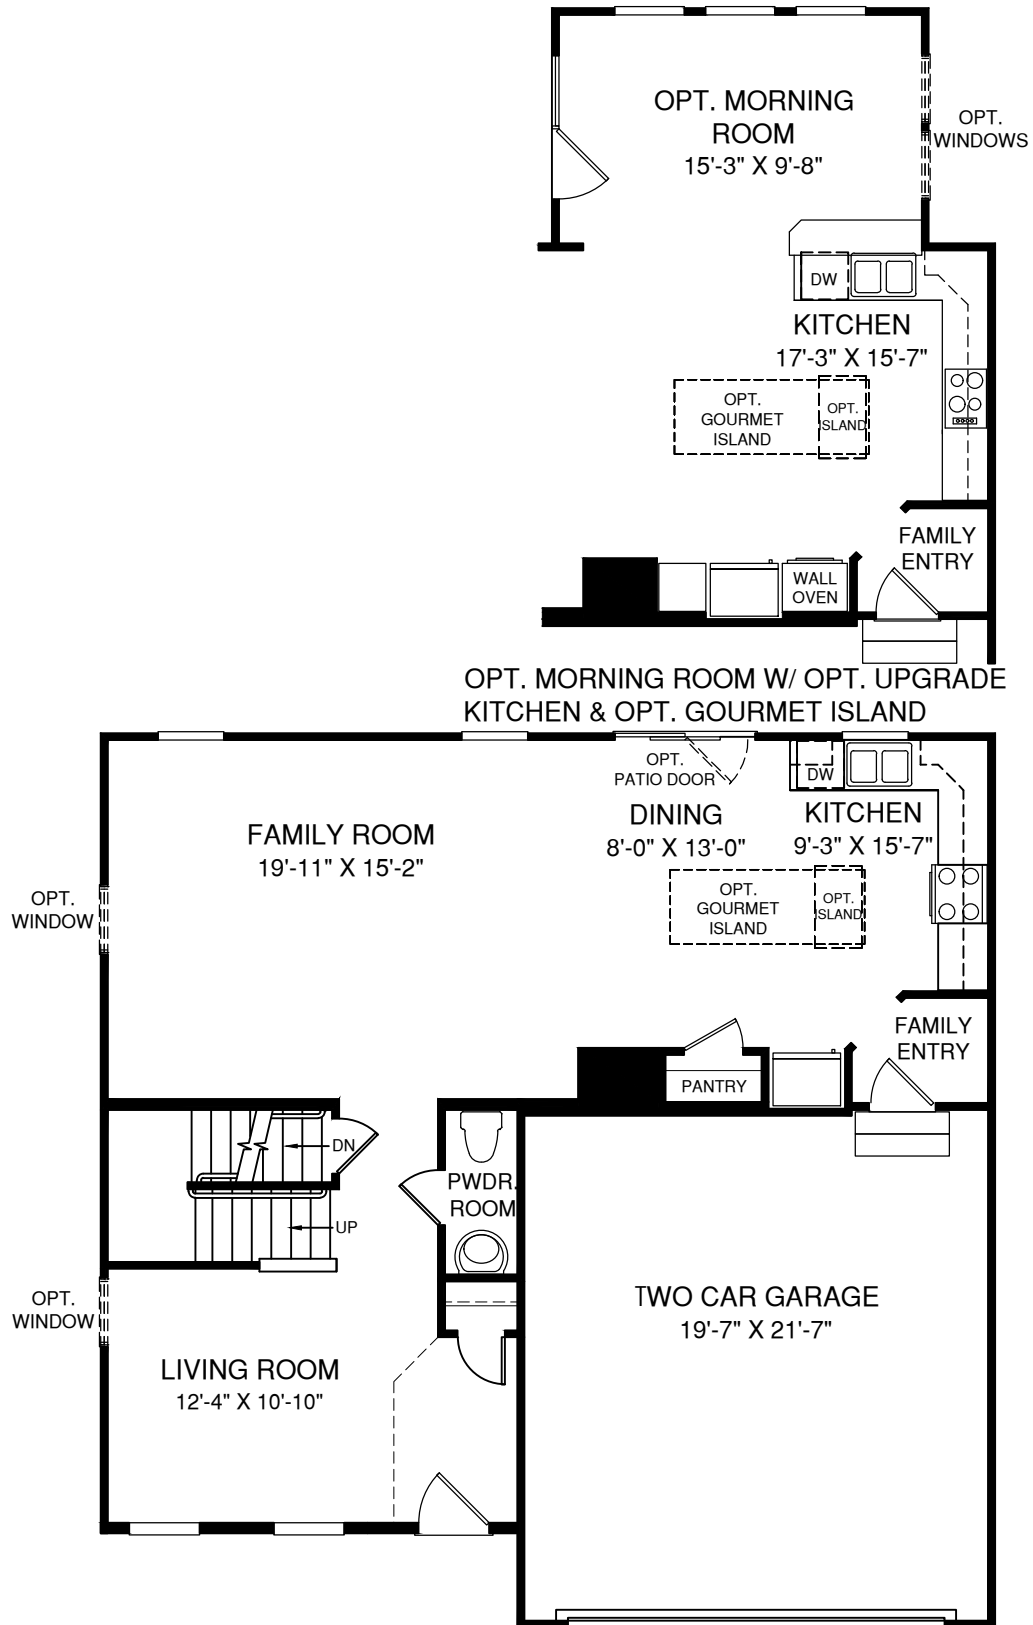 OPT. MORNING
ROOM
15'-3" X 9'-8"
OPT.
WINDOWS
DW
KITCHEN
17'-3" X 15'-7"
OPT.
GOURMET
ISLAND
OPT.
ISLAND
FAMILY
ENTRY
WALL
OVEN
OPT. MORNING ROOM W/ OPT. UPGRADE
KITCHEN & OPT. GOURMET ISLAND
OPT.
PATIO DOOR
DW
DINING
8'-0" X 13'-0"
KITCHEN
9'-3" X 15'-7"
FAMILY ROOM
19'-11" X 15'-2"
OPT.
WINDOW
OPT.
GOURMET
ISLAND
OPT.
ISLAND
FAMILY
ENTRY
PANTRY
DN
PWDR.
ROOM
UP
OPT.
WINDOW
TWO CAR GARAGE
19'-7" X 21'-7"
LIVING ROOM
12'-4" X 10'-10"